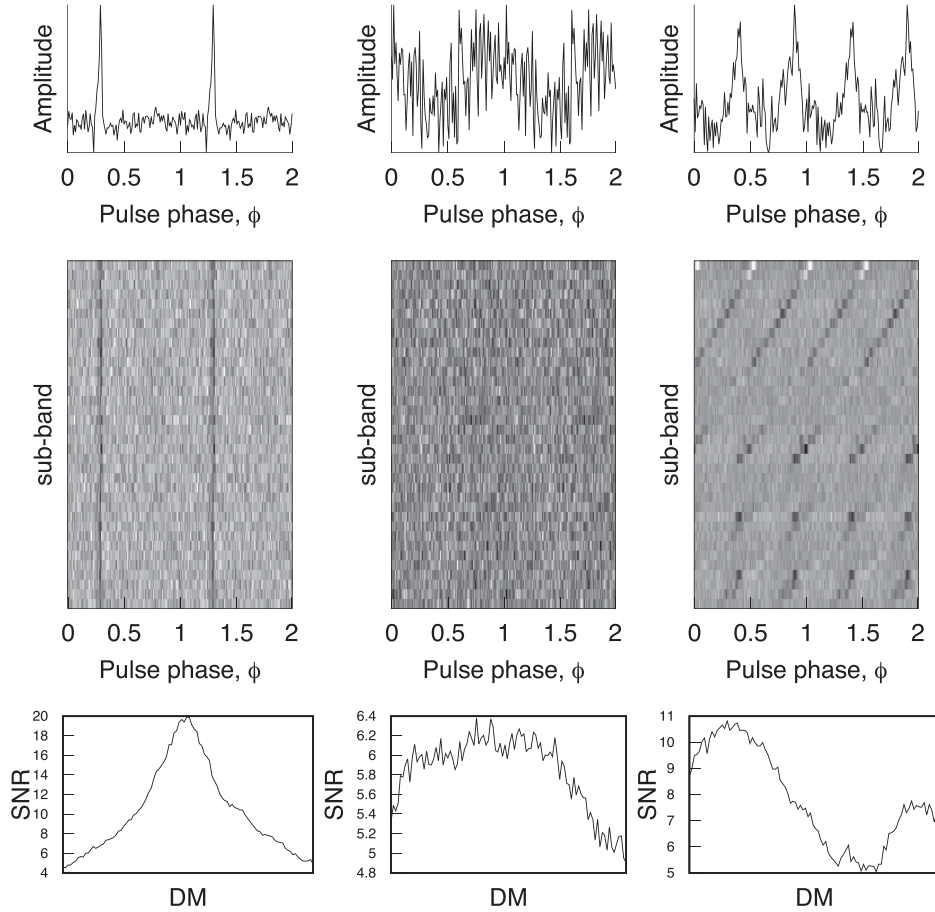 Amplitude
0 0.5 1 1.5 2
Pulse phase, ϕ
Amplitude
0 0.5 1 1.5 2
Pulse phase, ϕ
Amplitude
0 0.5 1 1.5 2
Pulse phase, ϕ
sub-band
0 0.5 1 1.5 2
Pulse phase, ϕ
sub-band
0 0.5 1 1.5 2
Pulse phase, ϕ
sub-band
0 0.5 1 1.5 2
Pulse phase, ϕ
SNR
20
18
16
14
12
10
8
6
4
DM
SNR
6.4
6.2
6
5.8
5.6
5.4
5.2
5
4.8
DM
SNR
11
10
9
8
7
6
5
DM